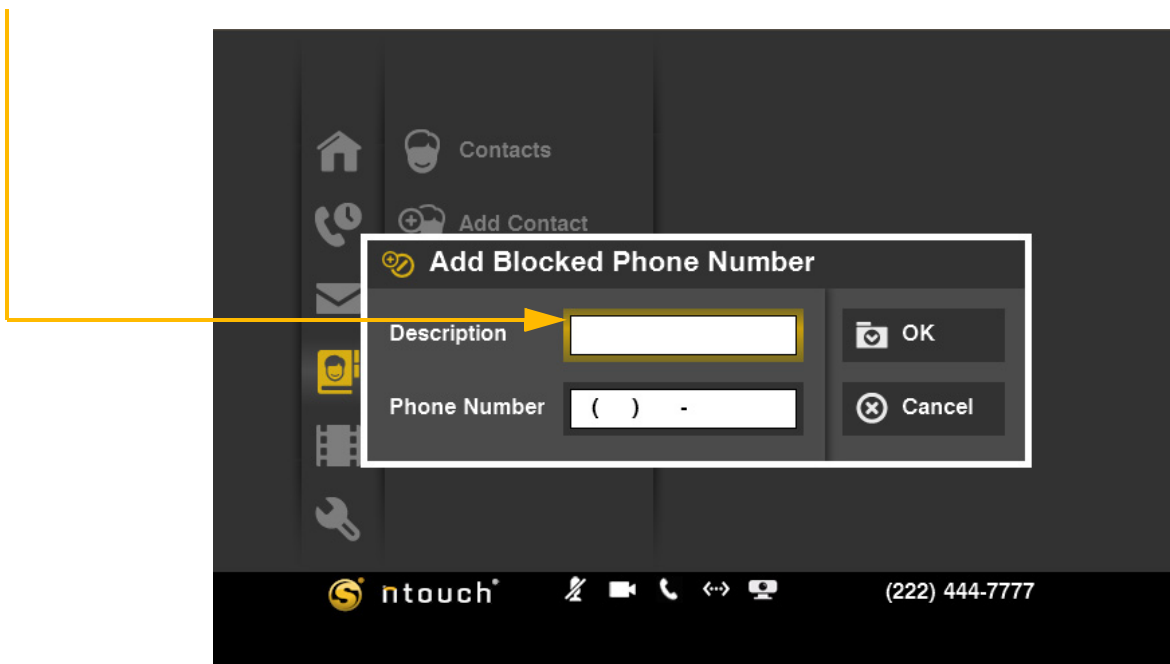 Contacts
Add Contact
Add Blocked Phone Number
Description
OK
Phone Number ( ) -
Cancel
S ntouch® (222) 444-7777